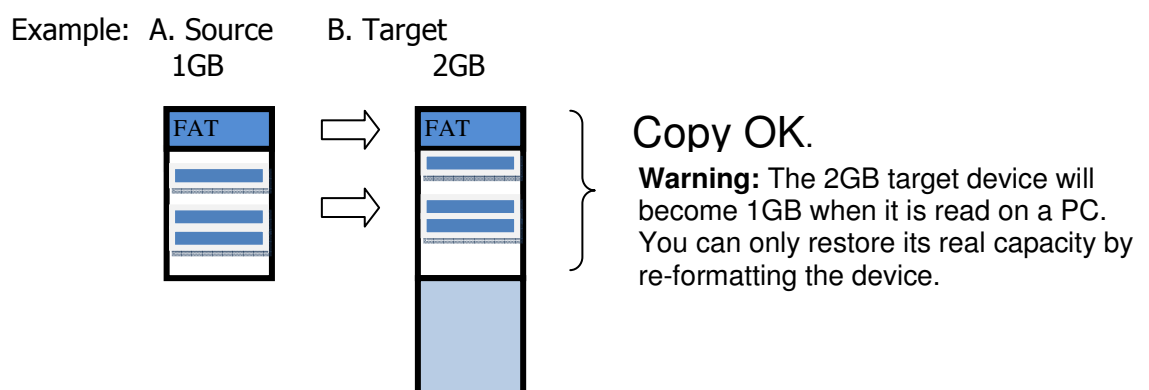 Example: A. Source B. Target
1GB 2GB
FAT FAT
Copy OK.
Warning: The 2GB target device will
become 1GB when it is read on a PC.
You can only restore its real capacity by
re-formatting the device.